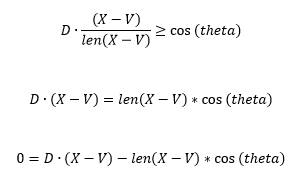 D · (X − V) / len(X − V) ≥ cos (theta)
D · (X − V) = len(X − V) * cos (theta)
0 = D · (X − V) − len(X − V) * cos (theta)